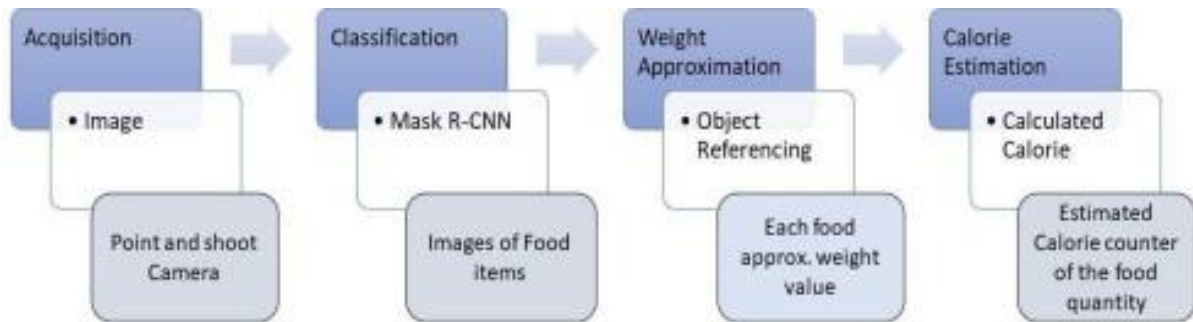 Acquisition
• Image
Point and shoot
Camera
Classification
• Mask R-CNN
Images of Food
items
Weight
Approximation
• Object
Referencing
Each food
approx. weight
value
Calorie
Estimation
• Calculated
Calorie
Estimated
Calorie counter
of the food
quantity